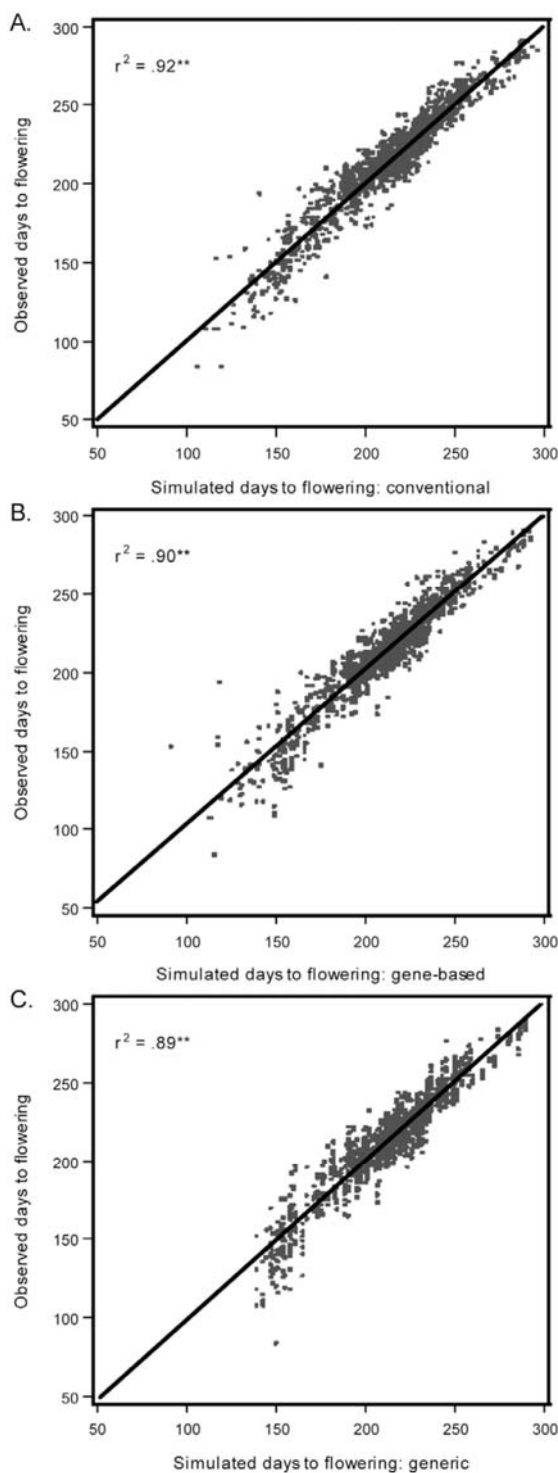 A.
r² = .92**
Observed days to flowering
300
250
200
150
100
50
50 100 150 200 250 300
Simulated days to flowering: conventional
B.
r² = .90**
Observed days to flowering
300
250
200
150
100
50
50 100 150 200 250 300
Simulated days to flowering: gene-based
C.
r² = .89**
Observed days to flowering
300
250
200
150
100
50
50 100 150 200 250 300
Simulated days to flowering: generic